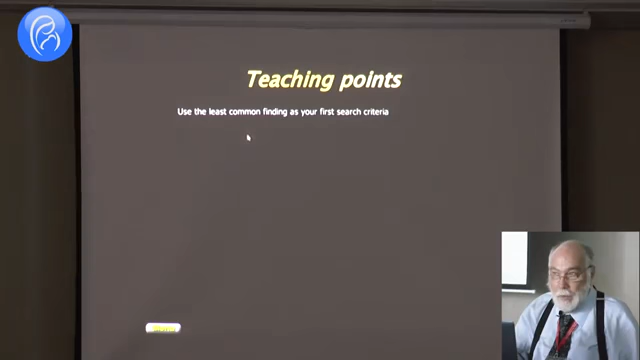 Teaching points
Use the least common finding as your first search criteria